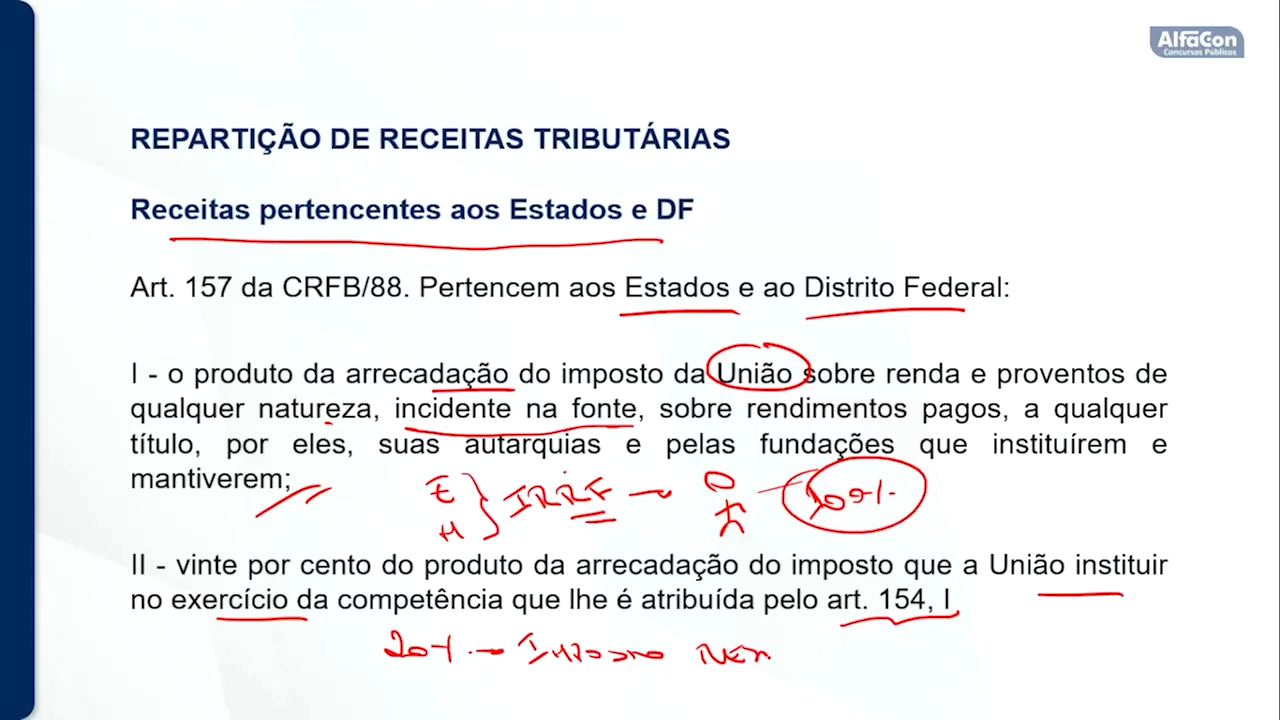 AlfaCon
Concursos Públicos
REPARTIÇÃO DE RECEITAS TRIBUTÁRIAS
Receitas pertencentes aos Estados e DF
Art. 157 da CRFB/88. Pertencem aos Estados e ao Distrito Federal:
I - o produto da arrecadação do imposto da União sobre renda e proventos de
qualquer natureza, incidente na fonte, sobre rendimentos pagos, a qualquer
título, por eles, suas autarquias e pelas fundações que instituírem e
mantiverem;
E
M
IRRF
100%
II - vinte por cento do produto da arrecadação do imposto que a União instituir
no exercício da competência que lhe é atribuída pelo art. 154, I
20% Imposto